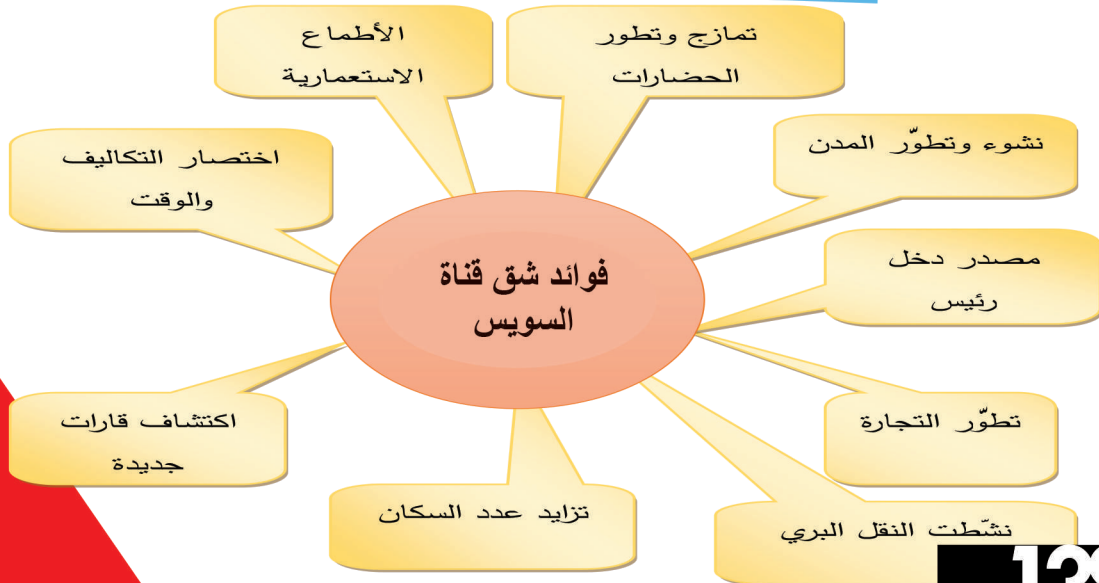 تمازج وتطور
الحضارات
الأطماع
الاستعمارية
نشوء وتطوّر المدن
اختصار التكاليف
والوقت
مصدر دخل
رئيس
فوائد شق قناة
السويس
تطوّر التجارة
اكتشاف قارات
جديدة
تزايد عدد السكان
نشّطت النقل البري